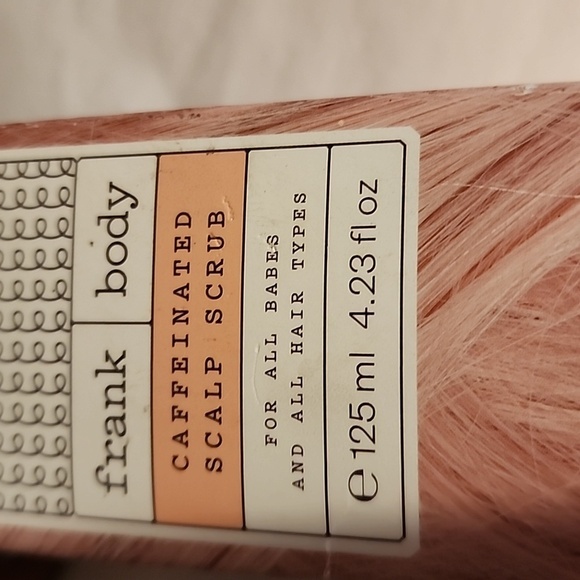 frank body
CAFFEINATED
SCALP SCRUB
FOR ALL BABES
AND ALL HAIR TYPES
℮ 125 ml 4.23 fl oz